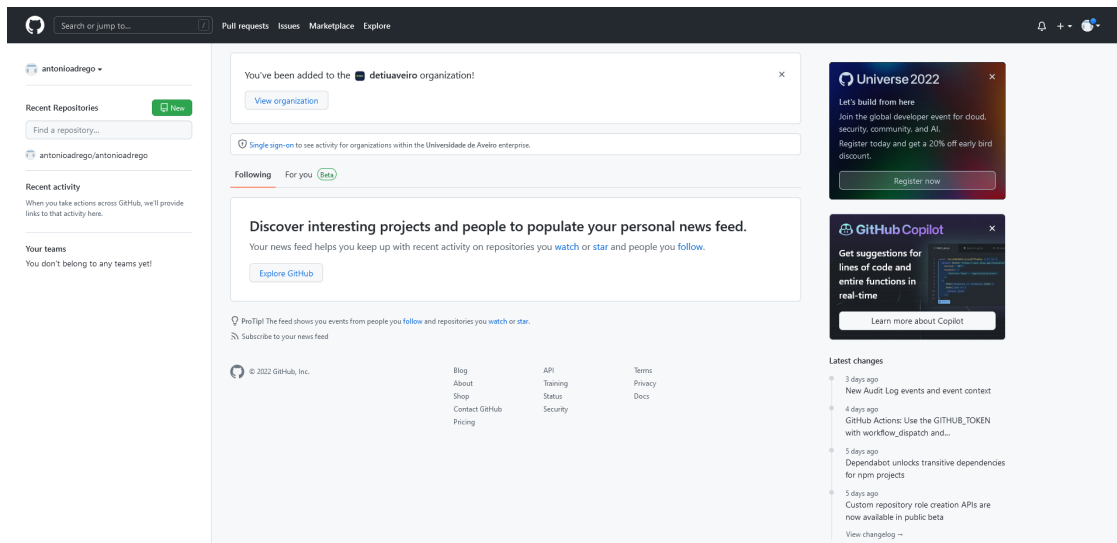 Search or jump to...
/
Pull requests Issues Marketplace Explore
antonioadrego
Recent Repositories
New
Find a repository...
antonioadrego/antonioadrego
Recent activity
When you take actions across GitHub, we'll provide
links to that activity here.
Your teams
You don't belong to any teams yet!
You've been added to the detiuaveiro organization!
View organization
Single sign-on to see activity for organizations within the Universidade de Aveiro enterprise.
Following For you Beta
Discover interesting projects and people to populate your personal news feed.
Your news feed helps you keep up with recent activity on repositories you watch or star and people you follow.
Explore GitHub
ProTip! The feed shows you events from people you follow and repositories you watch or star.
Subscribe to your news feed
© 2022 GitHub, Inc.
Blog
About
Shop
Contact GitHub
Pricing
API
Training
Status
Security
Terms
Privacy
Docs
Universe 2022
Let's build from here
Join the global developer event for cloud,
security, community, and AI.
Register today and get a 20% off early bird
discount.
Register now
GitHub Copilot
Get suggestions for
lines of code and
entire functions in
real-time
Learn more about Copilot
Latest changes
3 days ago
New Audit Log events and event context
4 days ago
GitHub Actions: Use the GITHUB_TOKEN
with workflow_dispatch and...
5 days ago
Dependabot unlocks transitive dependencies
for npm projects
5 days ago
Custom repository role creation APIs are
now available in public beta
View changelog →